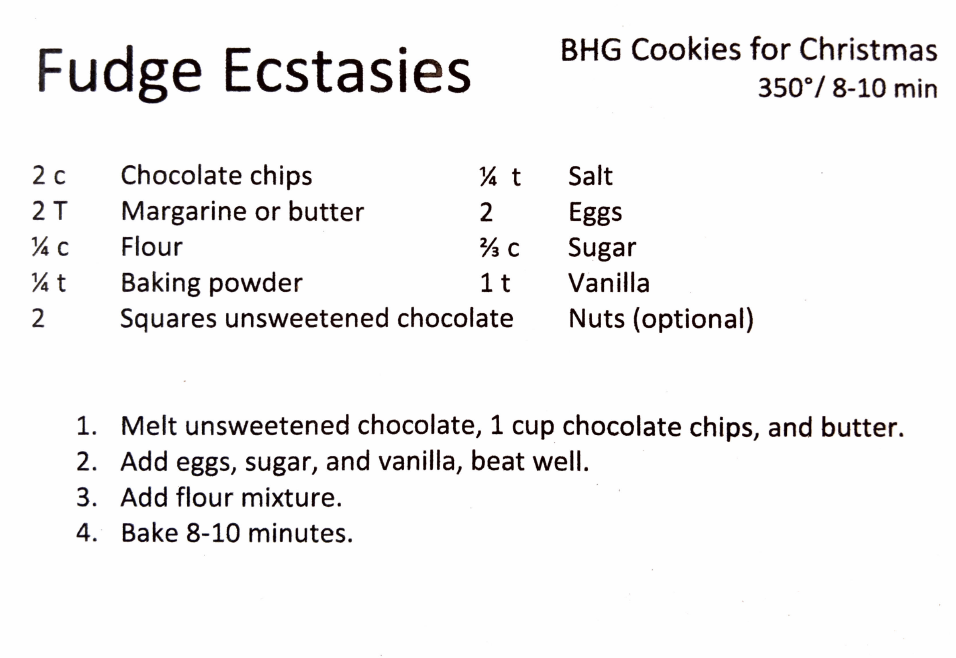 Fudge Ecstasies
BHG Cookies for Christmas
350°/ 8-10 min
2 c Chocolate chips ¼ t Salt
2 T Margarine or butter 2 Eggs
¼ c Flour ⅔ c Sugar
¼ t Baking powder 1 t Vanilla
2 Squares unsweetened chocolate Nuts (optional)
1. Melt unsweetened chocolate, 1 cup chocolate chips, and butter.
2. Add eggs, sugar, and vanilla, beat well.
3. Add flour mixture.
4. Bake 8-10 minutes.